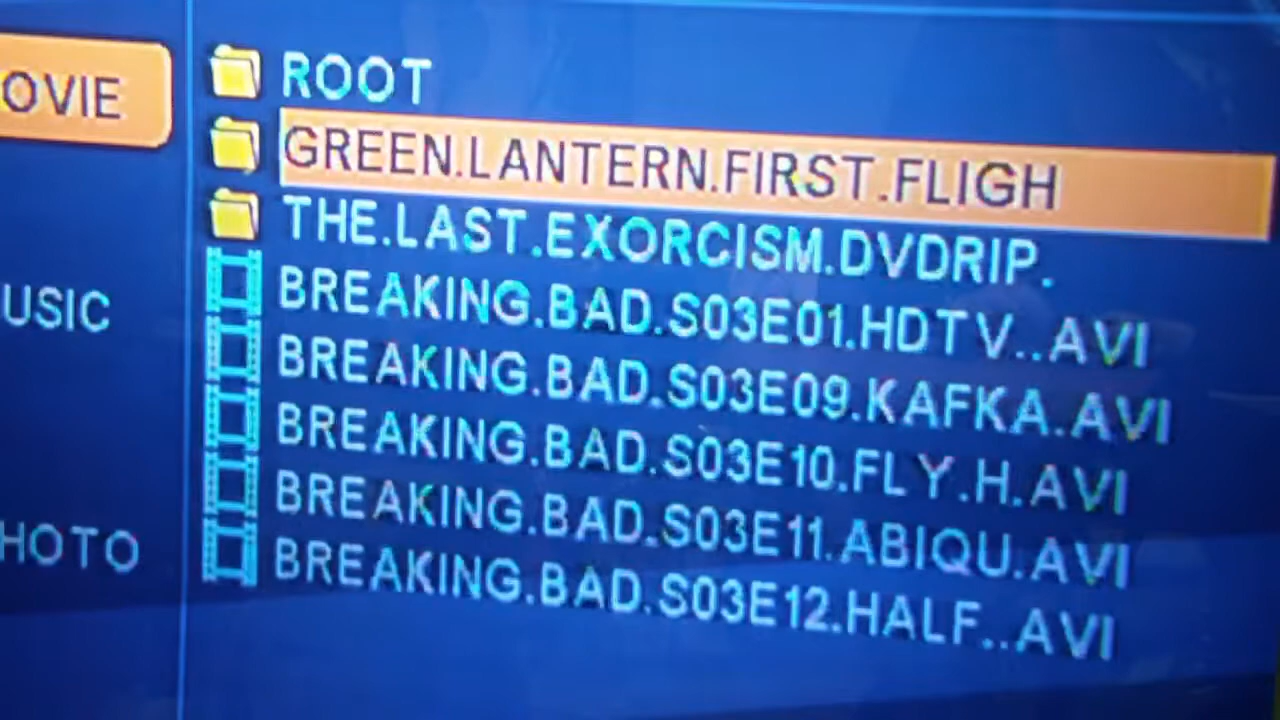 OVIE
USIC
HOTO
ROOT
GREEN.LANTERN.FIRST.FLIGH
THE.LAST.EXORCISM.DVDRIP.
BREAKING.BAD.S03E01.HDTV..AVI
BREAKING.BAD.S03E09.KAFKA.AVI
BREAKING.BAD.S03E10.FLY.H.AVI
BREAKING.BAD.S03E11.ABIQU.AVI
BREAKING.BAD.S03E12.HALF..AVI